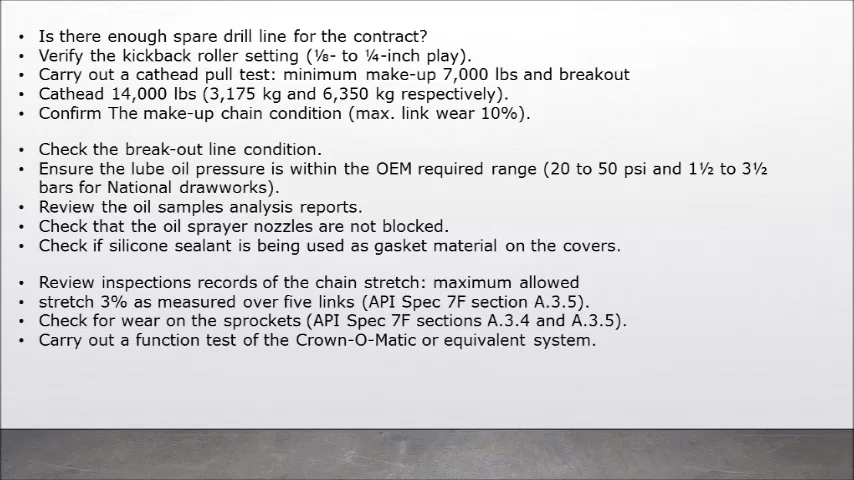 • Is there enough spare drill line for the contract?
• Verify the kickback roller setting (⅛- to ¼-inch play).
• Carry out a cathead pull test: minimum make-up 7,000 lbs and breakout
• Cathead 14,000 lbs (3,175 kg and 6,350 kg respectively).
• Confirm The make-up chain condition (max. link wear 10%).
• Check the break-out line condition.
• Ensure the lube oil pressure is within the OEM required range (20 to 50 psi and 1½ to 3½
bars for National drawworks).
• Review the oil samples analysis reports.
• Check that the oil sprayer nozzles are not blocked.
• Check if silicone sealant is being used as gasket material on the covers.
• Review inspections records of the chain stretch: maximum allowed
• stretch 3% as measured over five links (API Spec 7F section A.3.5).
• Check for wear on the sprockets (API Spec 7F sections A.3.4 and A.3.5).
• Carry out a function test of the Crown-O-Matic or equivalent system.